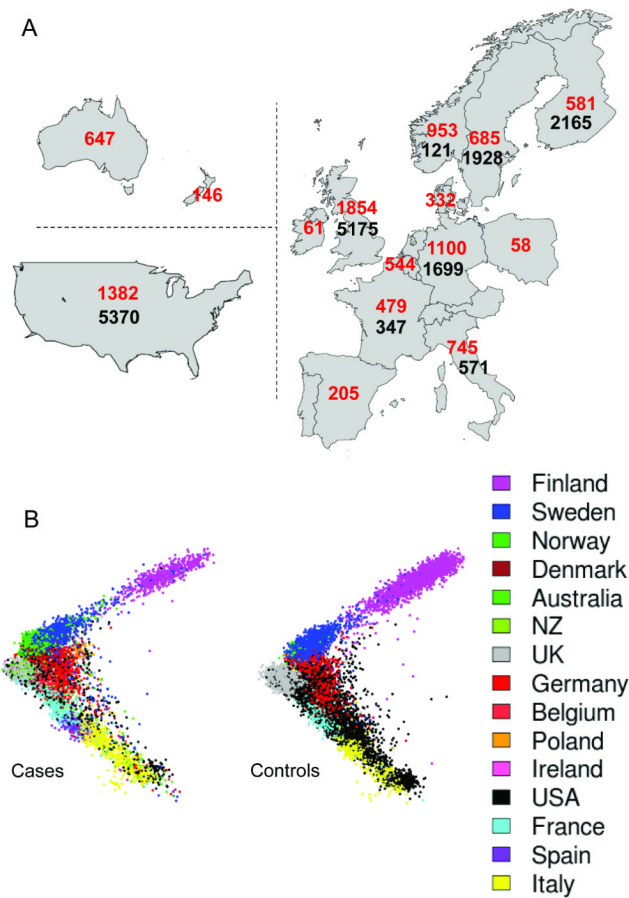 A
647
146
1382
5370
953
121
685
1928
581
2165
332
61
1854
5175
544
1100
1699
58
479
347
745
571
205
B
Cases
Controls
Finland
Sweden
Norway
Denmark
Australia
NZ
UK
Germany
Belgium
Poland
Ireland
USA
France
Spain
Italy